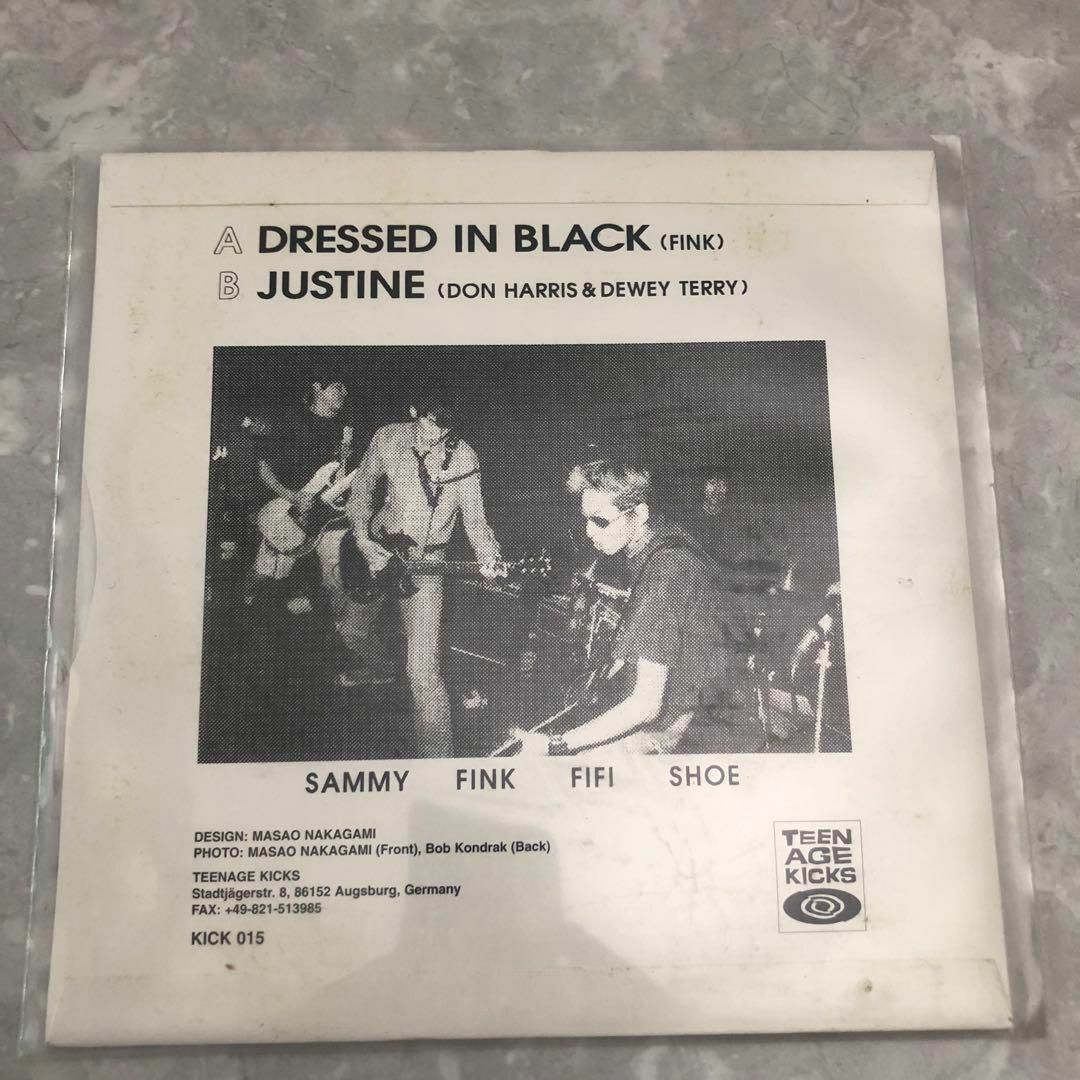 A DRESSED IN BLACK (FINK)
B JUSTINE (DON HARRIS & DEWEY TERRY)
SAMMY FINK FIFI SHOE
DESIGN: MASAO NAKAGAMI
PHOTO: MASAO NAKAGAMI (Front), Bob Kondrak (Back)
TEENAGE KICKS
Stadtjägerstr. 8, 86152 Augsburg, Germany
FAX: +49-821-513985
KICK 015
TEEN
AGE
KICKS